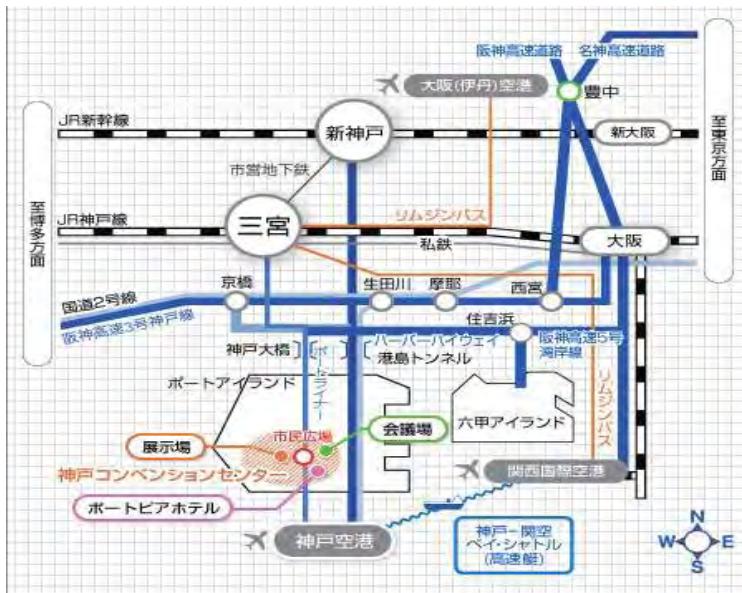 阪神高速道路
名神高速道路
大阪(伊丹)空港
豊中
JR新幹線
新神戸
新大阪
至東京方面
市営地下鉄
至博多方面
JR神戸線
三宮
リムジンバス
私鉄
大阪
京橋
生田川
摩耶
西宮
国道2号線
阪神高速3号神戸線
住吉浜
神戸大橋
ポートライナー
ハーバーハイウェイ
港島トンネル
阪神高速5号
湾岸線
リムジンバス
ポートアイランド
六甲アイランド
展示場
市民広場
会議場
神戸コンベンションセンター
ポートピアホテル
関西国際空港
神戸空港
神戸-関空
ベイ・シャトル
(高速艇)
N
W
E
S